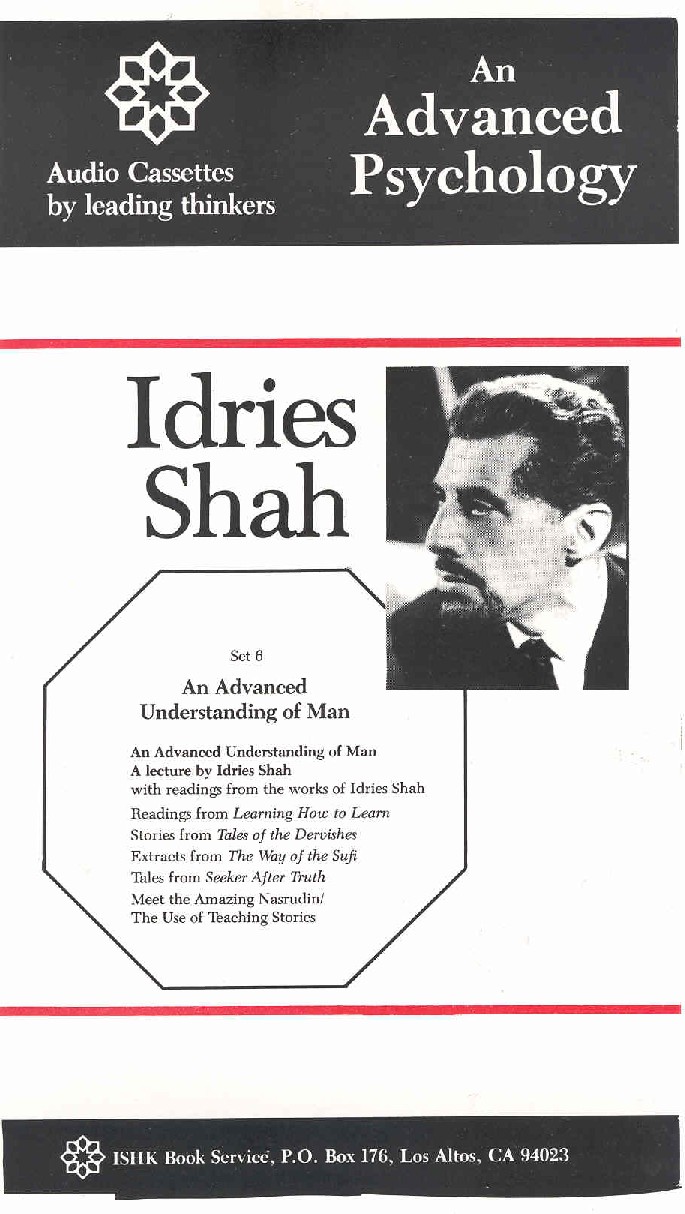 An
Advanced
Psychology
Audio Cassettes
by leading thinkers
Idries
Shah
Set 6
An Advanced
Understanding of Man
An Advanced Understanding of Man
A lecture by Idries Shah
with readings from the works of Idries Shah
Readings from Learning How to Learn
Stories from Tales of the Dervishes
Extracts from The Way of the Sufi
Tales from Seeker After Truth
Meet the Amazing Nasrudin/
The Use of Teaching Stories
ISHK Book Service, P.O. Box 176, Los Altos, CA 94023